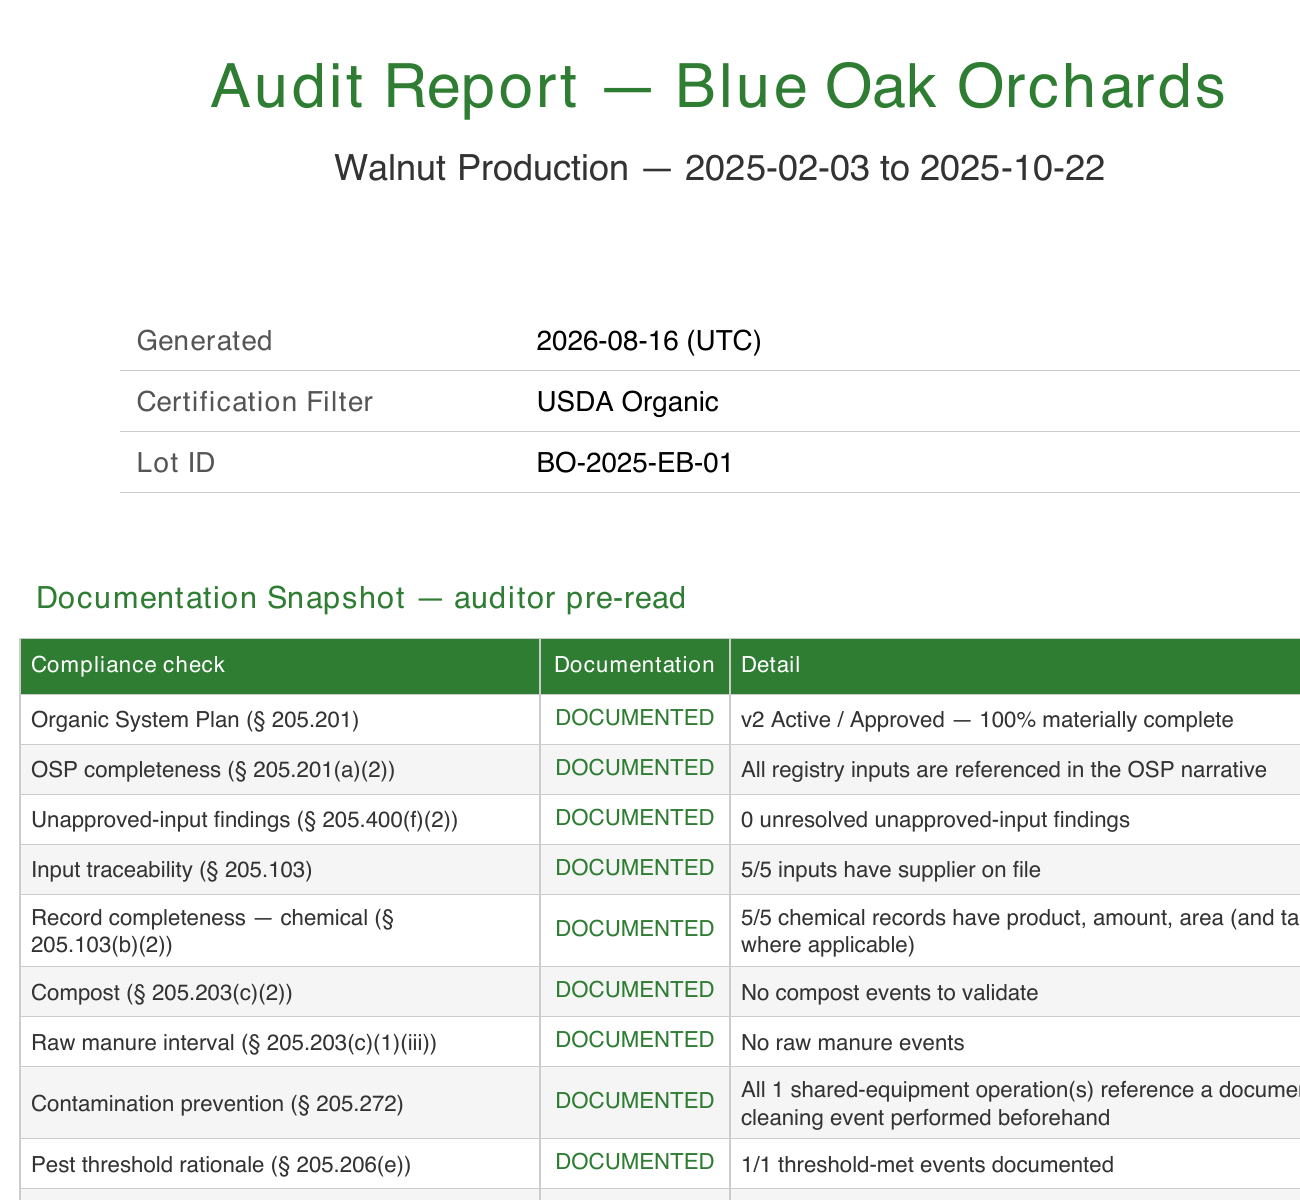 Audit Report — Blue Oak Orchards
Walnut Production — 2025-02-03 to 2025-10-22
Generated 2026-08-16 (UTC)
Certification Filter USDA Organic
Lot ID BO-2025-EB-01
Documentation Snapshot — auditor pre-read
Compliance check Documentation Detail
Organic System Plan (§ 205.201) DOCUMENTED v2 Active / Approved — 100% materially complete
OSP completeness (§ 205.201(a)(2)) DOCUMENTED All registry inputs are referenced in the OSP narrative
Unapproved-input findings (§ 205.400(f)(2)) DOCUMENTED 0 unresolved unapproved-input findings
Input traceability (§ 205.103) DOCUMENTED 5/5 inputs have supplier on file
Record completeness — chemical (§
205.103(b)(2)) DOCUMENTED 5/5 chemical records have product, amount, area (and
where applicable)
Compost (§ 205.203(c)(2)) DOCUMENTED No compost events to validate
Raw manure interval (§ 205.203(c)(1)(iii)) DOCUMENTED No raw manure events
Contamination prevention (§ 205.272) DOCUMENTED All 1 shared-equipment operation(s) reference a
cleaning event performed beforehand
Pest threshold rationale (§ 205.206(e)) DOCUMENTED 1/1 threshold-met events documented